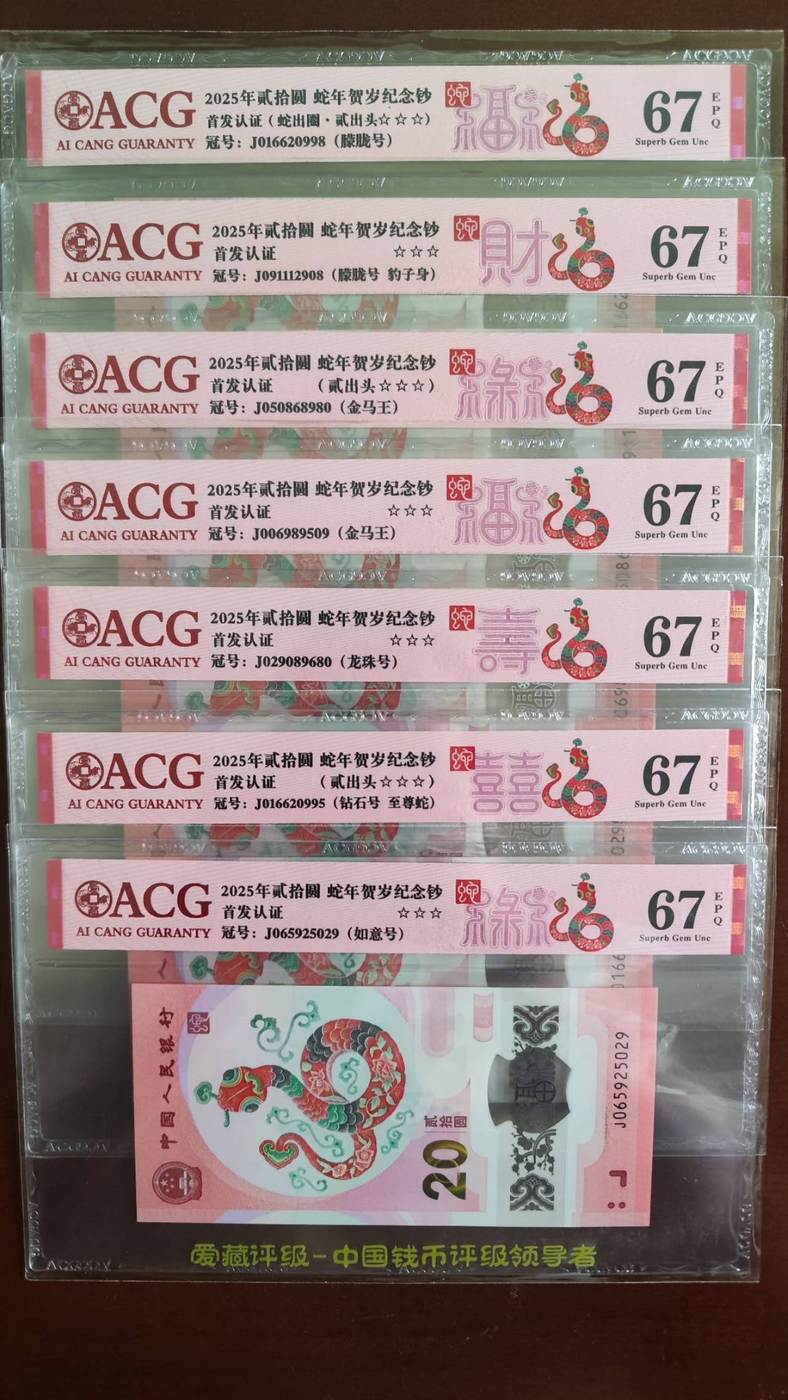 ACG
AI CANG GUARANTY
2025年贰拾圆 蛇年贺岁纪念钞
首发认证（蛇出圈·贰出头☆☆☆）
冠号：J016620998（朦胧号）
蛇
福
67
EPQ
Superb Gem Unc
ACG
AI CANG GUARANTY
2025年贰拾圆 蛇年贺岁纪念钞
首发认证 ☆☆☆
冠号：J091112908（朦胧号 豹子身）
蛇
財
67
EPQ
Superb Gem Unc
ACG
AI CANG GUARANTY
2025年贰拾圆 蛇年贺岁纪念钞
首发认证 （贰出头☆☆☆）
冠号：J050868980（金马王）
蛇
67
EPQ
Superb Gem Unc
ACG
AI CANG GUARANTY
2025年贰拾圆 蛇年贺岁纪念钞
首发认证 ☆☆☆
冠号：J006989509（金马王）
蛇
福
67
EPQ
Superb Gem Unc
ACG
AI CANG GUARANTY
2025年贰拾圆 蛇年贺岁纪念钞
首发认证 ☆☆☆
冠号：J029089680（龙珠号）
蛇
壽
67
EPQ
Superb Gem Unc
ACG
AI CANG GUARANTY
2025年贰拾圆 蛇年贺岁纪念钞
首发认证 （贰出头☆☆☆）
冠号：J016620995（钻石号 至尊蛇）
蛇
囍
67
EPQ
Superb Gem Unc
ACG
AI CANG GUARANTY
2025年贰拾圆 蛇年贺岁纪念钞
首发认证 ☆☆☆
冠号：J065925029（如意号）
蛇
67
EPQ
Superb Gem Unc
中国人民银行
贰拾圆
20
J065925029
爱藏评级-中国钱币评级领导者